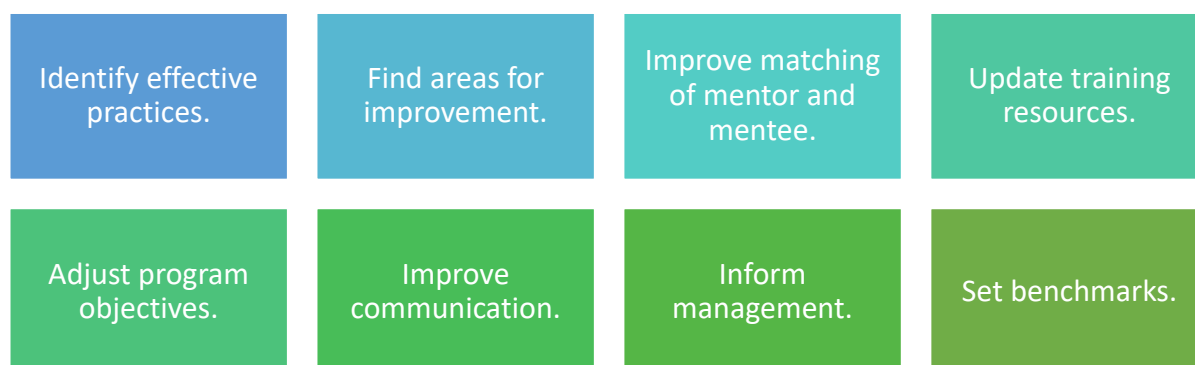 Identify effective
practices.
Find areas for
improvement.
Improve matching
of mentor and
mentee.
Update training
resources.
Adjust program
objectives.
Improve
communication.
Inform
management.
Set benchmarks.